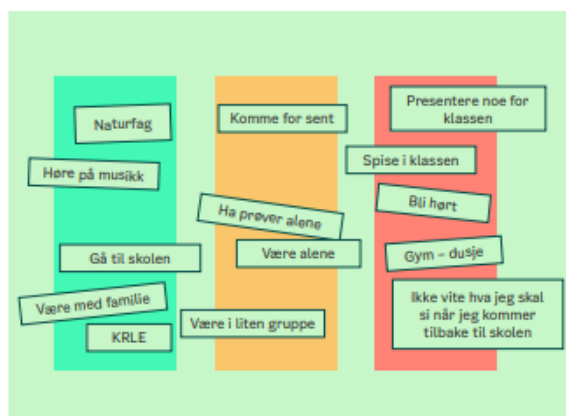 Naturfag
Høre på musikk
Gå til skolen
Være med familie
KRLE
Komme for sent
Ha prøver alene
Være alene
Være i liten gruppe
Presentere noe for
klassen
Spise i klassen
Bli hørt
Gym – dusje
Ikke vite hva jeg skal
si når jeg kommer
tilbake til skolen